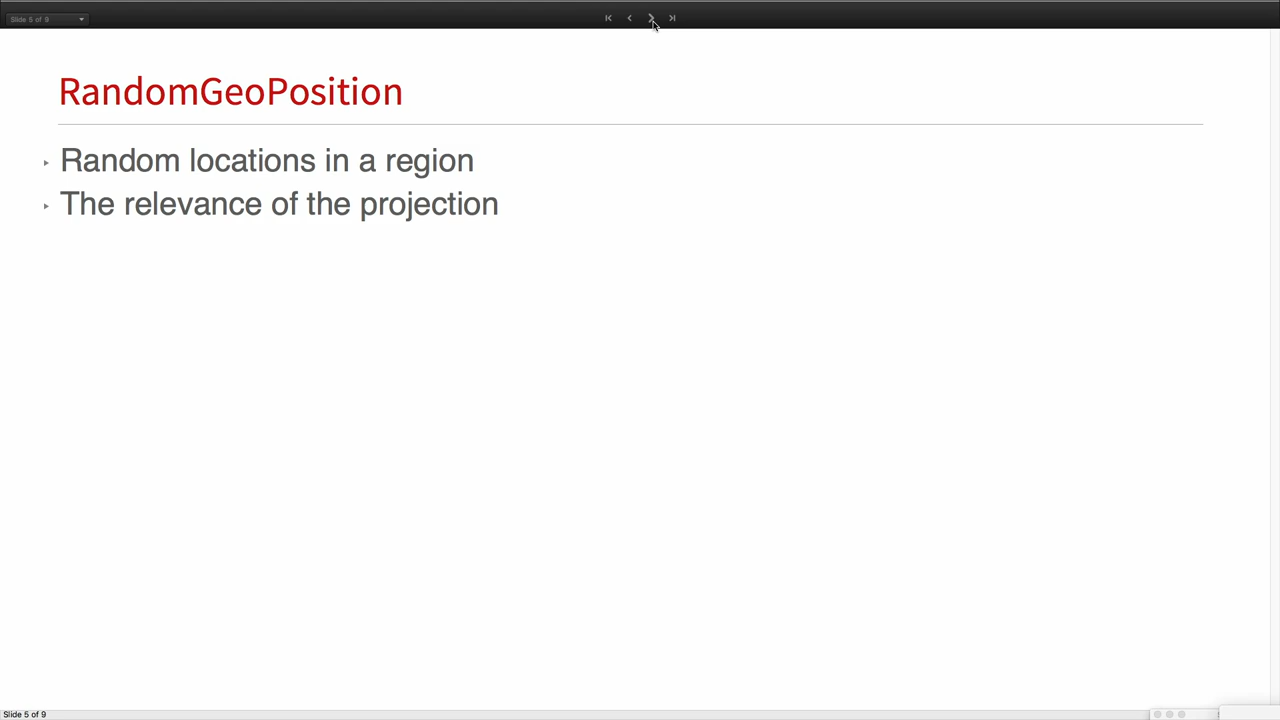 Slide 5 of 9
RandomGeoPosition
Random locations in a region
The relevance of the projection
Slide 5 of 9